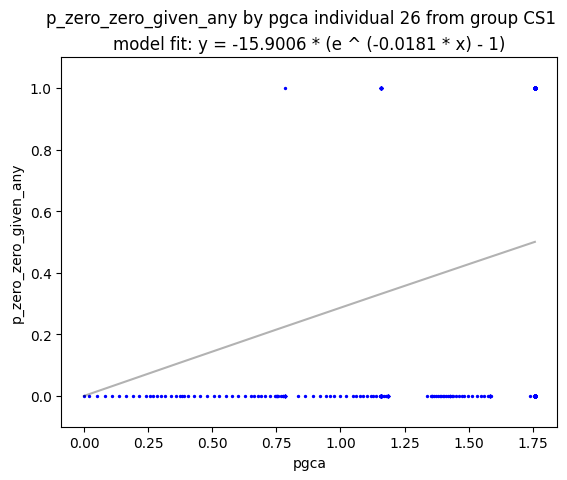 p_zero_zero_given_any by pgca individual 26 from group CS1
model fit: y = -15.9006 * (e ^ (-0.0181 * x) - 1)
1.0
0.8
0.6
0.4
0.2
0.0
p_zero_zero_given_any
0.00 0.25 0.50 0.75 1.00 1.25 1.50 1.75
pgca